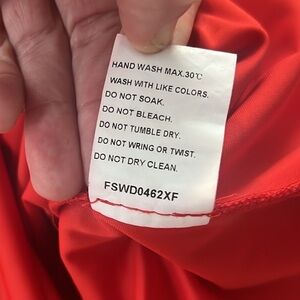 HAND WASH MAX.30℃
WASH WITH LIKE COLORS.
DO NOT SOAK.
DO NOT BLEACH.
DO NOT TUMBLE DRY.
DO NOT WRING OR TWIST.
DO NOT DRY CLEAN.
FSWD0462XF